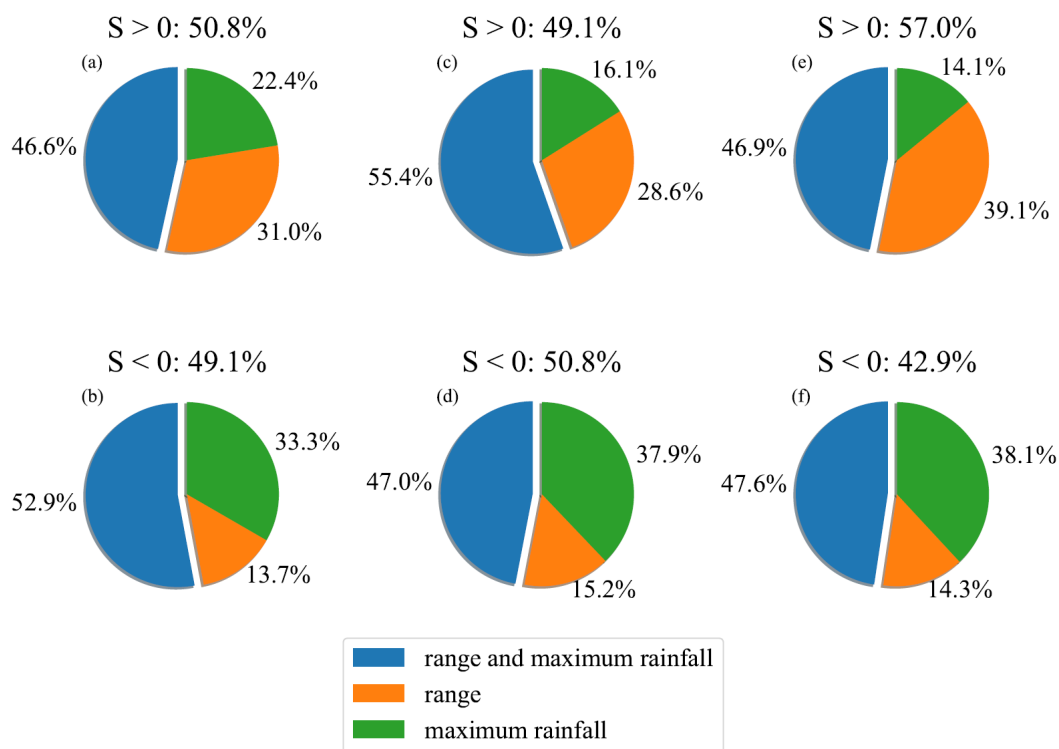 S > 0: 50.8%
(a)
22.4%
46.6%
31.0%
S > 0: 49.1%
(c)
16.1%
55.4%
28.6%
S > 0: 57.0%
(e)
14.1%
46.9%
39.1%
S < 0: 49.1%
(b)
33.3%
52.9%
13.7%
S < 0: 50.8%
(d)
37.9%
47.0%
15.2%
S < 0: 42.9%
(f)
38.1%
47.6%
14.3%
range and maximum rainfall
range
maximum rainfall